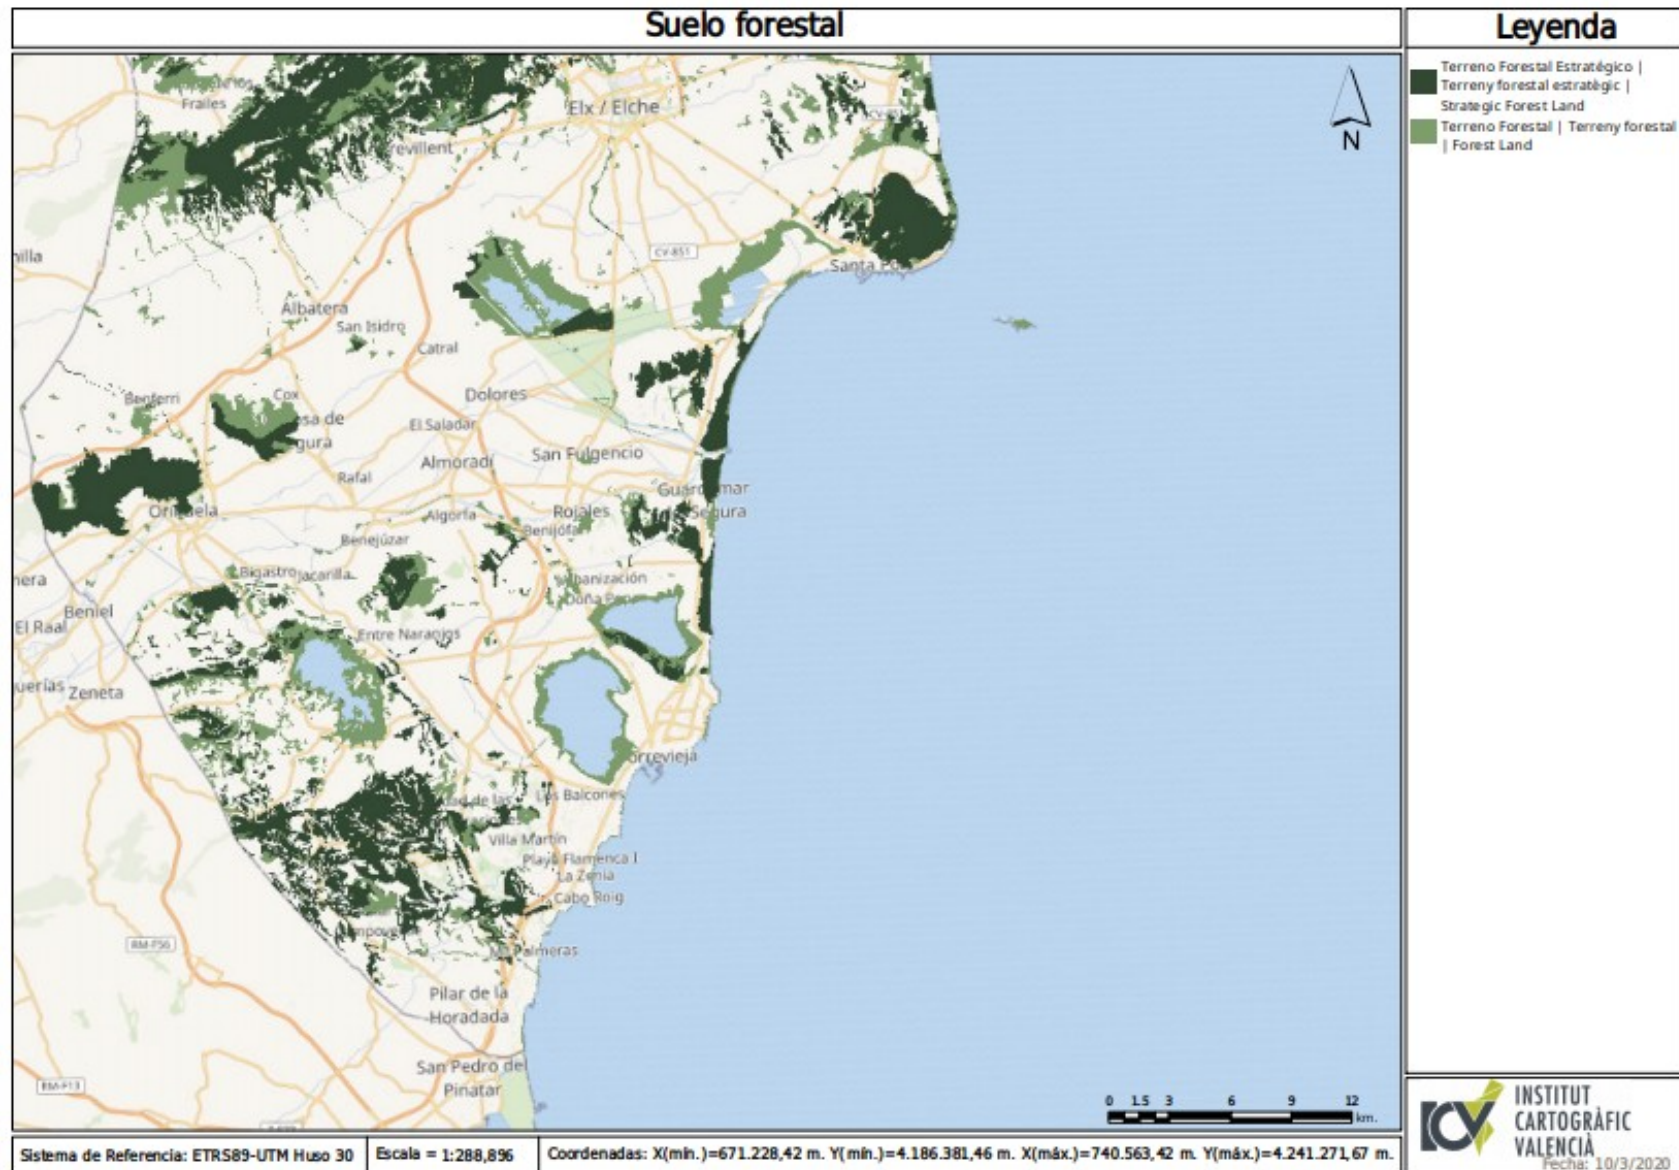 Suelo forestal
Leyenda
Terreno Forestal Estratégico |
Terreny forestal estratègic |
Strategic Forest Land
Terreno Forestal | Terreny forestal
| Forest Land
N
Frailes
Elx / Elche
CV-851
Santa
Albatera
San Isidro
Catral
Benferri
Cox
Dolores
El Saladar
San Fulgencio
Almoradí
Rafal
Orihuela
Algorfa
Rojales
Guardamar
Segura
Benijófar
Benejúzar
Bigastro
Jacarilla
Urbanización
Doña Pepa
Beniel
El Raal
Entre Naranjos
Zeneta
Torrevieja
Los Balcones
Villa Martín
Playa Flamenca I
La Zenia
Cabo Roig
RM-F56
Palmeras
Pilar de la
Horadada
San Pedro del
Pinatar
RM-F13
0 1.5 3 6 9 12
km.
INSTITUT
CARTOGRÀFIC
VALENCIÀ
Fecha: 10/3/2020
Sistema de Referencia: ETRS89-UTM Huso 30
Escala = 1:288,896
Coordenadas: X(mín.)=671.228,42 m. Y(mín.)=4.186.381,46 m. X(máx.)=740.563,42 m. Y(máx.)=4.241.271,67 m.